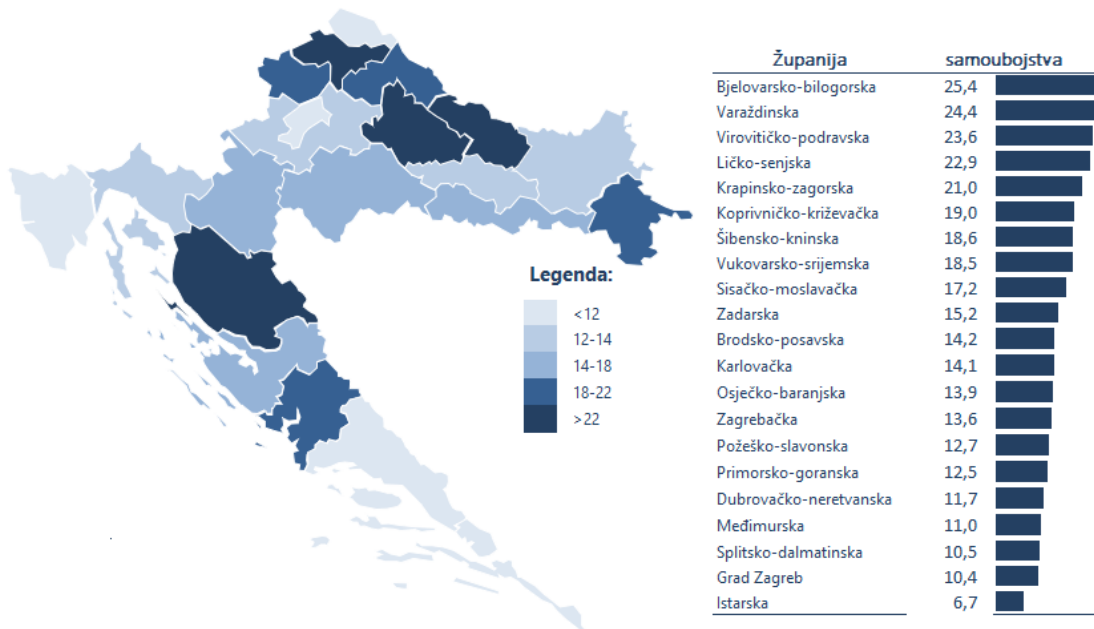 Županija samoubojstva
Bjelovarsko-bilogorska 25,4
Varaždinska 24,4
Virovitičko-podravska 23,6
Ličko-senjska 22,9
Krapinsko-zagorska 21,0
Koprivničko-križevačka 19,0
Šibensko-kninska 18,6
Vukovarsko-srijemska 18,5
Sisačko-moslavačka 17,2
Zadarska 15,2
Brodsko-posavska 14,2
Karlovačka 14,1
Osječko-baranjska 13,9
Zagrebačka 13,6
Požeško-slavonska 12,7
Primorsko-goranska 12,5
Dubrovačko-neretvanska 11,7
Međimurska 11,0
Splitsko-dalmatinska 10,5
Grad Zagreb 10,4
Istarska 6,7
Legenda:
<12
12-14
14-18
18-22
>22